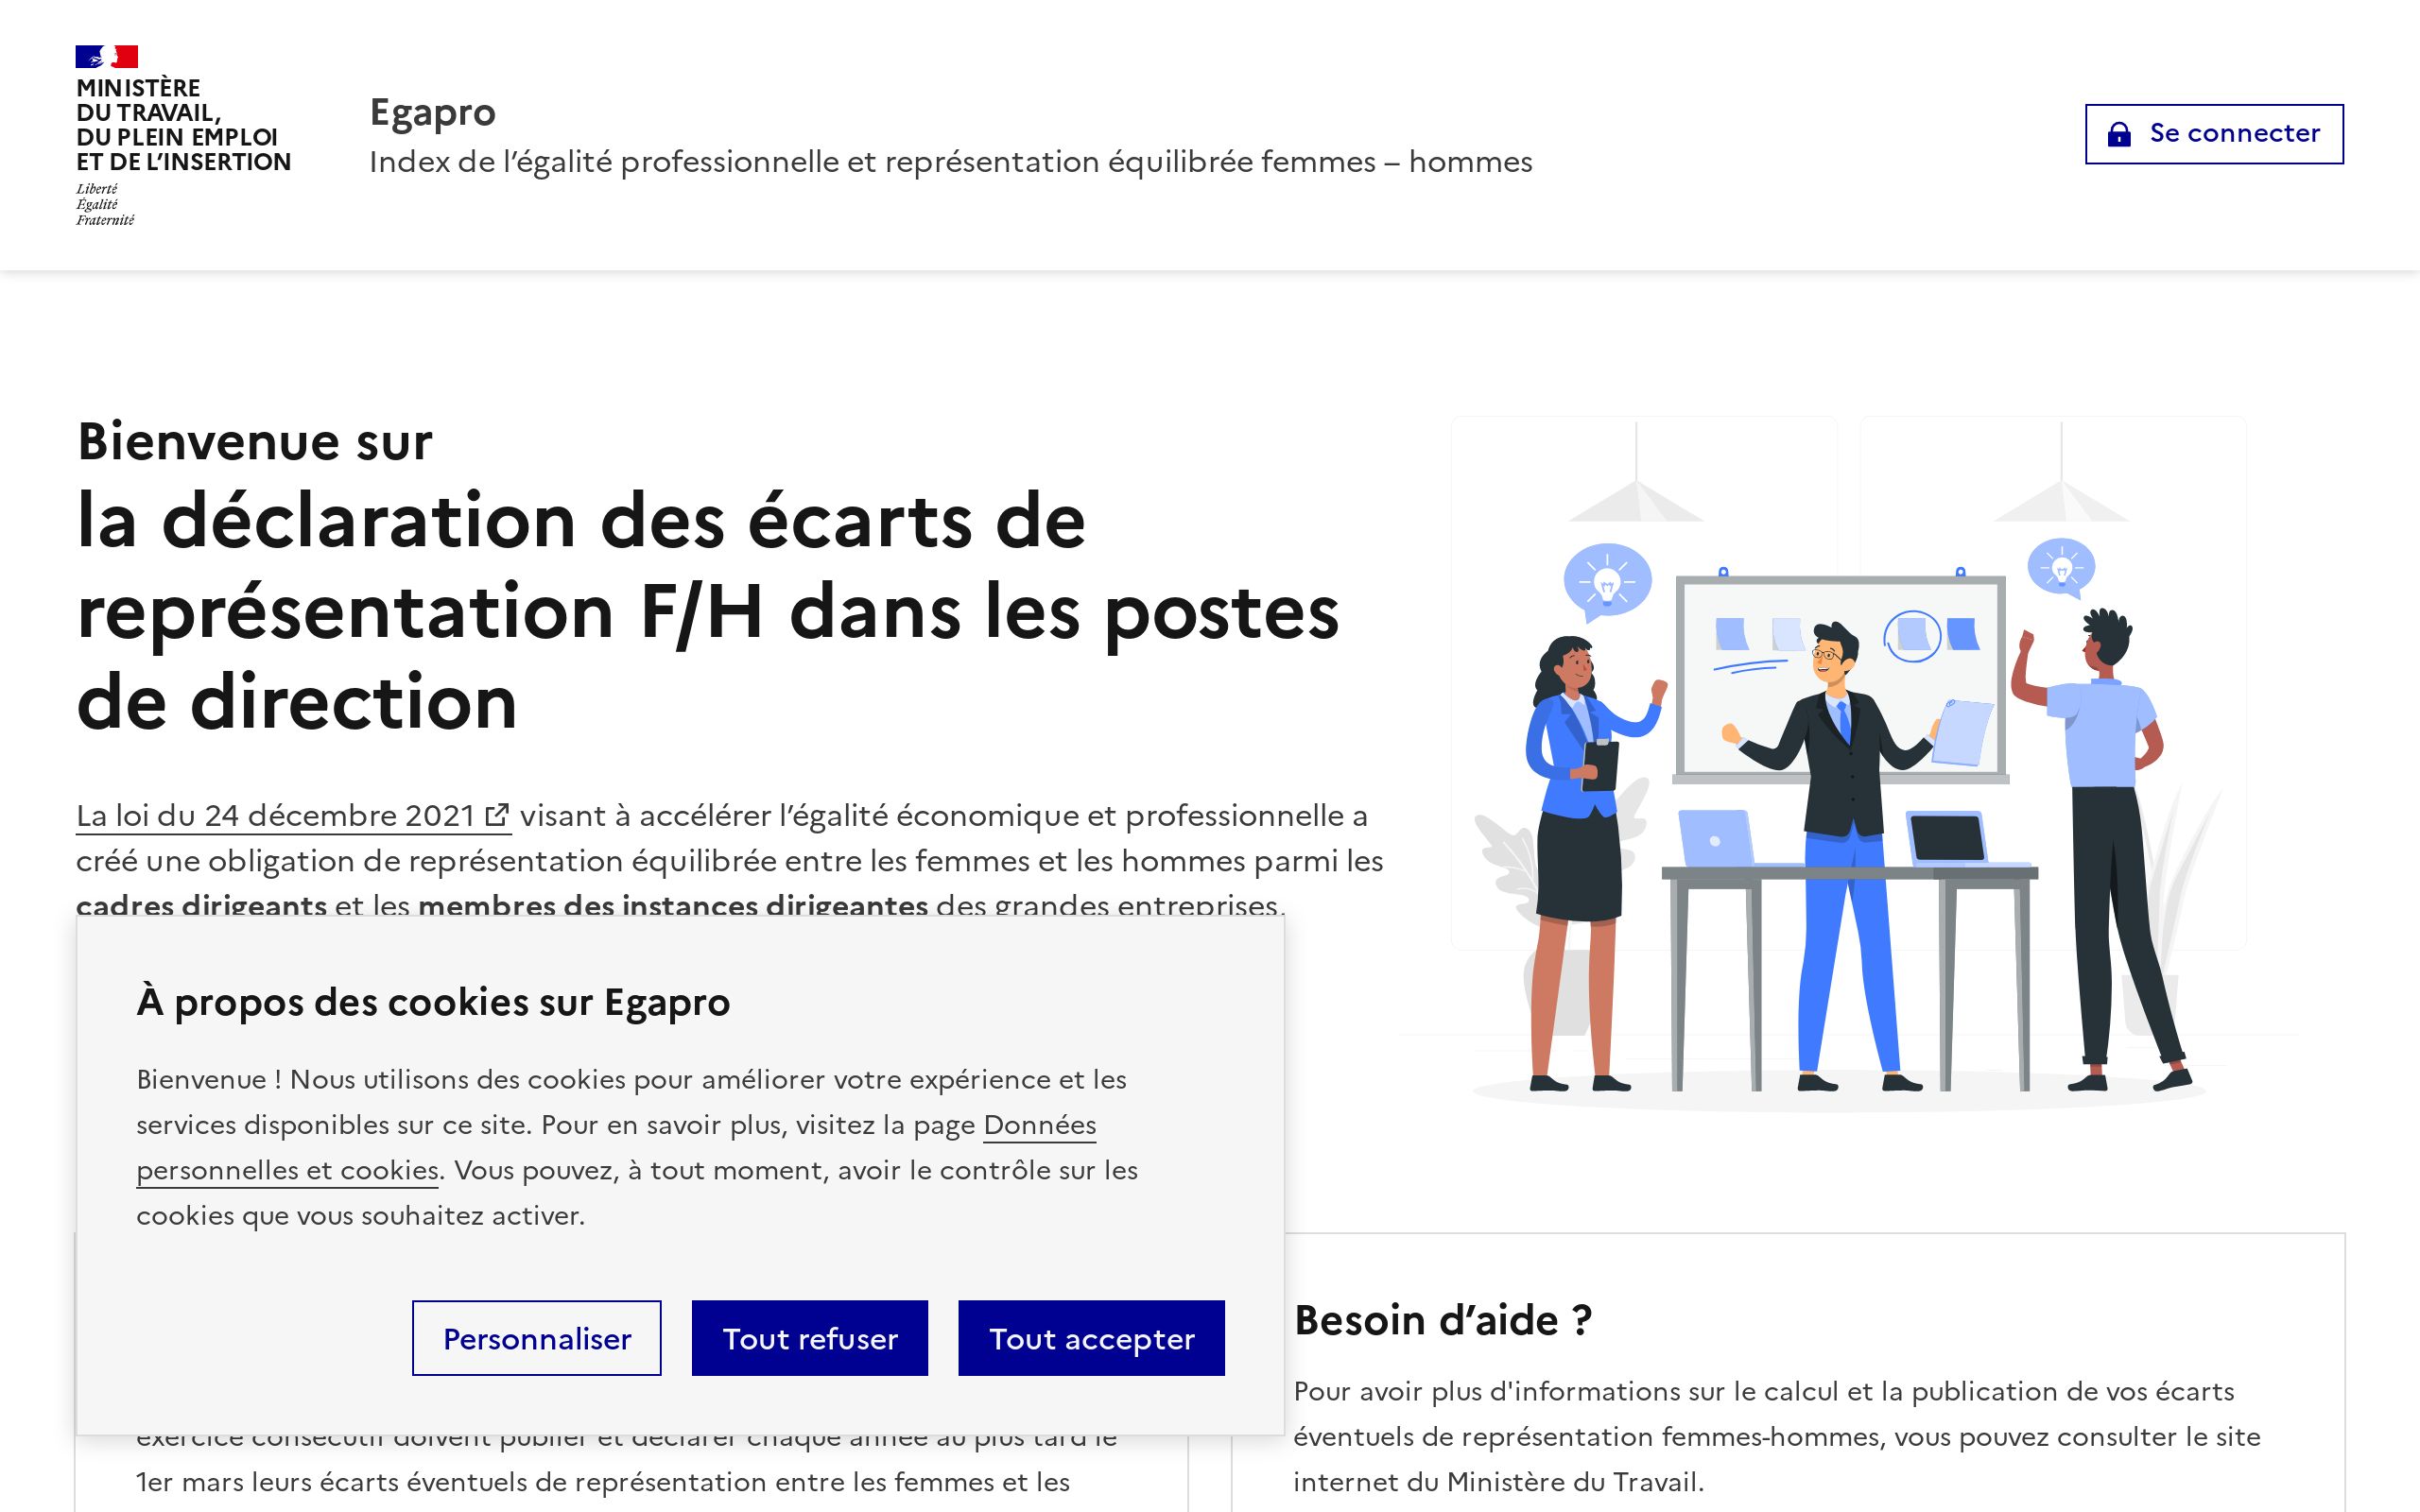 MINISTÈRE
DU TRAVAIL,
DU PLEIN EMPLOI
ET DE L’INSERTION
Liberté
Égalité
Fraternité
Egapro
Index de l’égalité professionnelle et représentation équilibrée femmes – hommes
Se connecter
Bienvenue sur
la déclaration des écarts de
représentation F/H dans les postes
de direction
La loi du 24 décembre 2021 visant à accélérer l’égalité économique et professionnelle a
créé une obligation de représentation équilibrée entre les femmes et les hommes parmi les
cadres dirigeants et les membres des instances dirigeantes des grandes entreprises.
À propos des cookies sur Egapro
Bienvenue ! Nous utilisons des cookies pour améliorer votre expérience et les
services disponibles sur ce site. Pour en savoir plus, visitez la page Données
personnelles et cookies. Vous pouvez, à tout moment, avoir le contrôle sur les
cookies que vous souhaitez activer.
Personnaliser
Tout refuser
Tout accepter
exercice consécutif doivent publier et déclarer chaque année au plus tard le
1er mars leurs écarts éventuels de représentation entre les femmes et les
Besoin d’aide ?
Pour avoir plus d'informations sur le calcul et la publication de vos écarts
éventuels de représentation femmes-hommes, vous pouvez consulter le site
internet du Ministère du Travail.